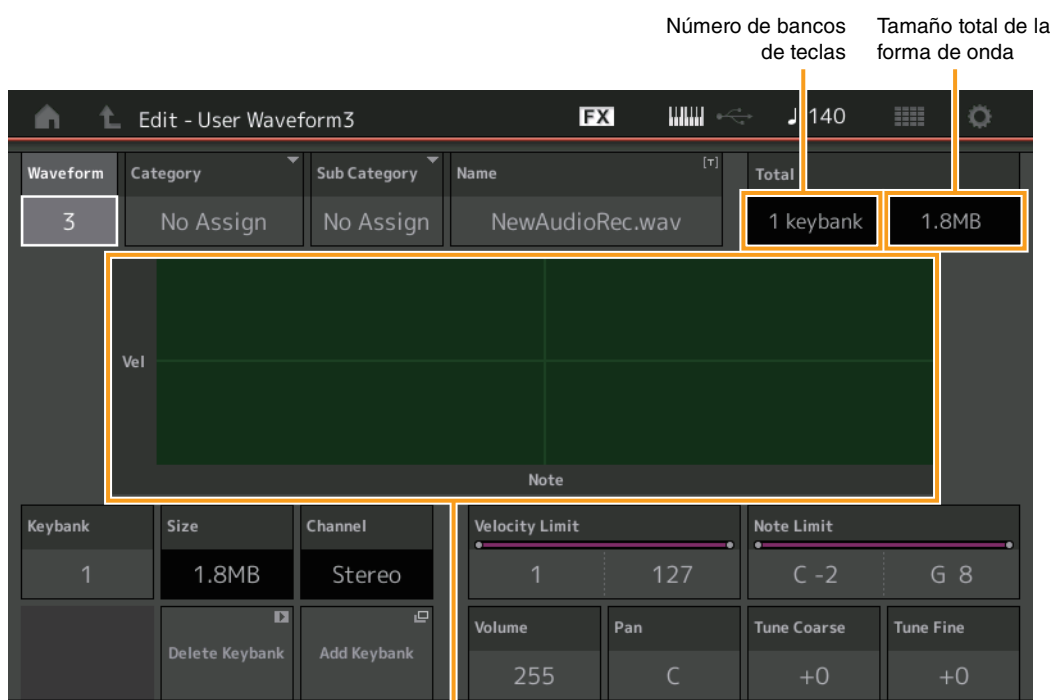 Número de bancos
de teclas
Tamaño total de la
forma de onda
Edit - User Waveform3
FX
♩ 140
Waveform
Category
Sub Category
Name
[T]
Total
3
No Assign
No Assign
NewAudioRec.wav
1 keybank
1.8MB
Vel
Note
Keybank
Size
Channel
Velocity Limit
Note Limit
1
1.8MB
Stereo
1
127
C -2
G 8
Delete Keybank
Add Keybank
Volume
Pan
Tune Coarse
Tune Fine
255
C
+0
+0